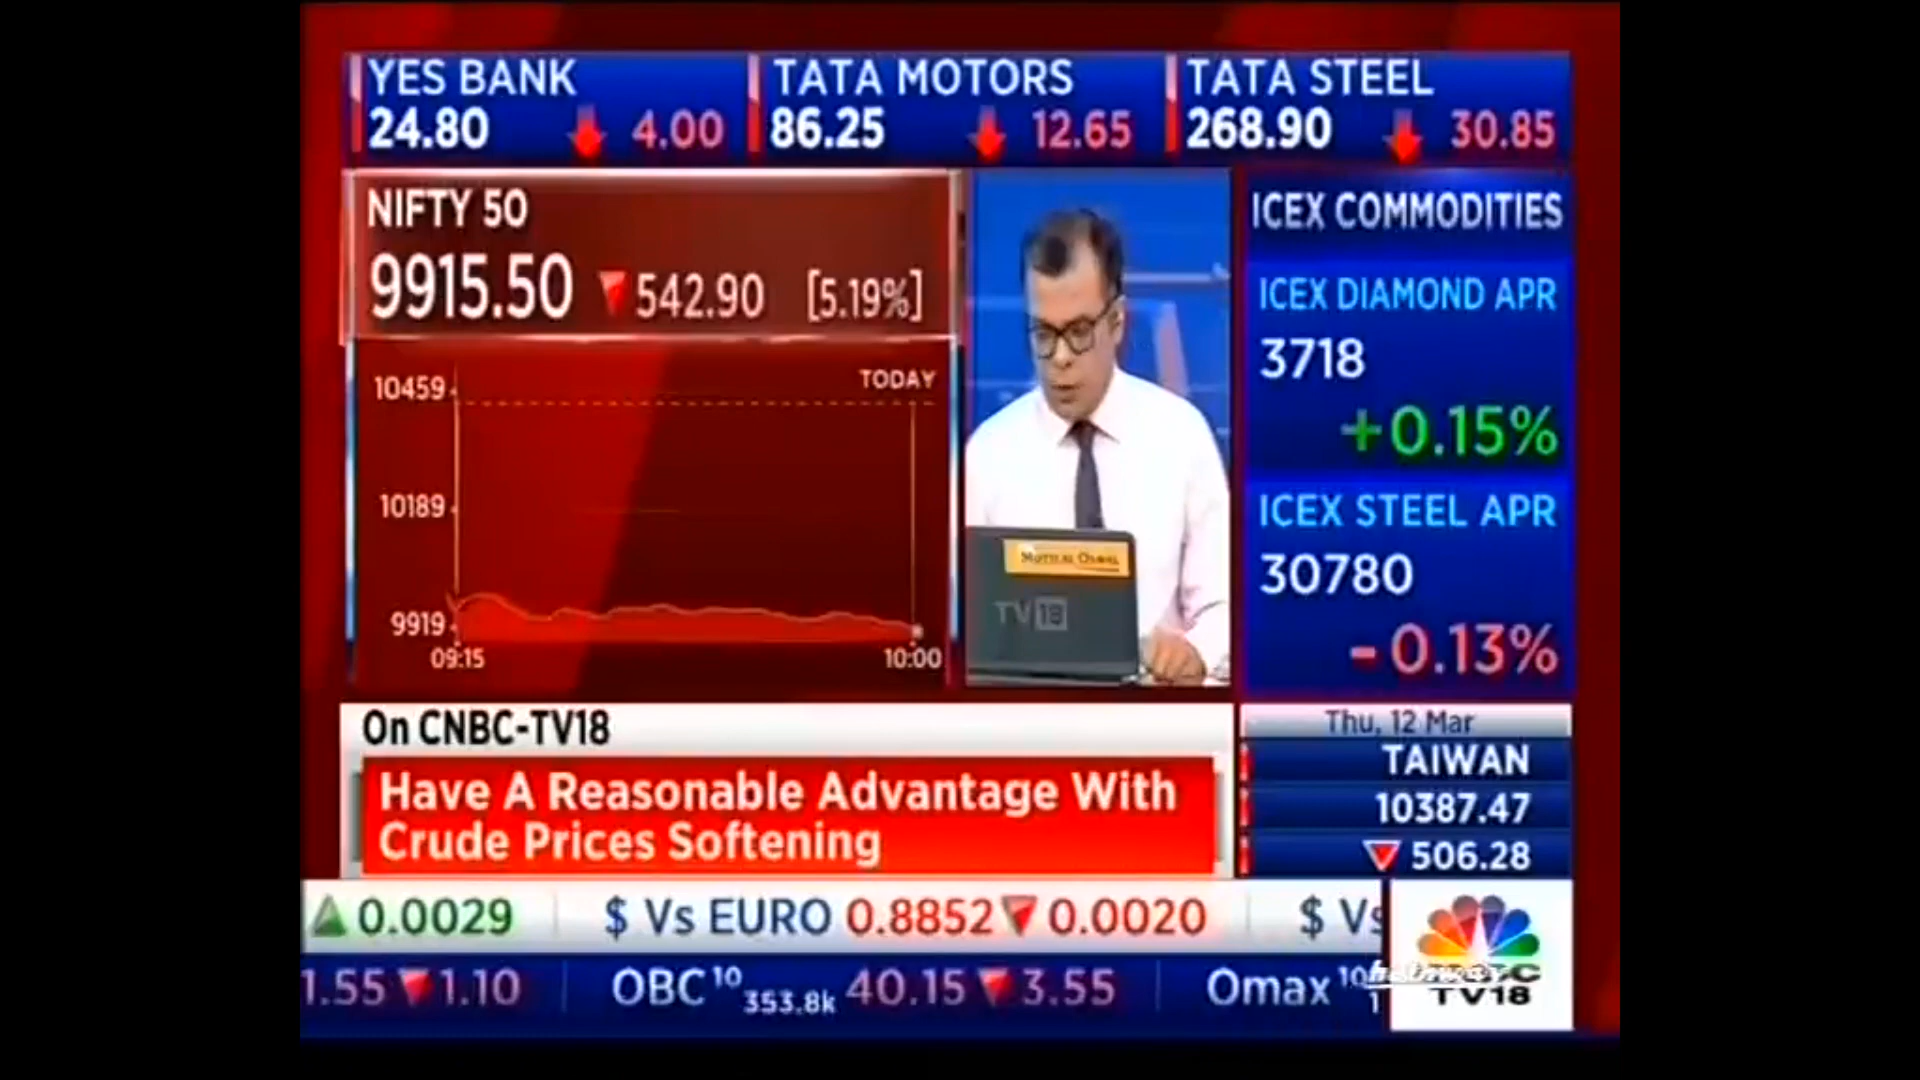 YES BANK
24.80 4.00
TATA MOTORS
86.25 12.65
TATA STEEL
268.90 30.85
NIFTY 50
9915.50 ▼542.90 [5.19%]
TODAY
10459
10189
9919
09:15 10:00
MOTILAL OSWAL
TV18
ICEX COMMODITIES
ICEX DIAMOND APR
3718
+0.15%
ICEX STEEL APR
30780
-0.13%
On CNBC-TV18
Have A Reasonable Advantage With
Crude Prices Softening
Thu, 12 Mar
TAIWAN
10387.47
▼ 506.28
▲0.0029 $ Vs EURO 0.8852▼0.0020 $ Vs
1.55▼1.10 OBC 10 353.8k 40.15▼3.55 Omax 10
TV18